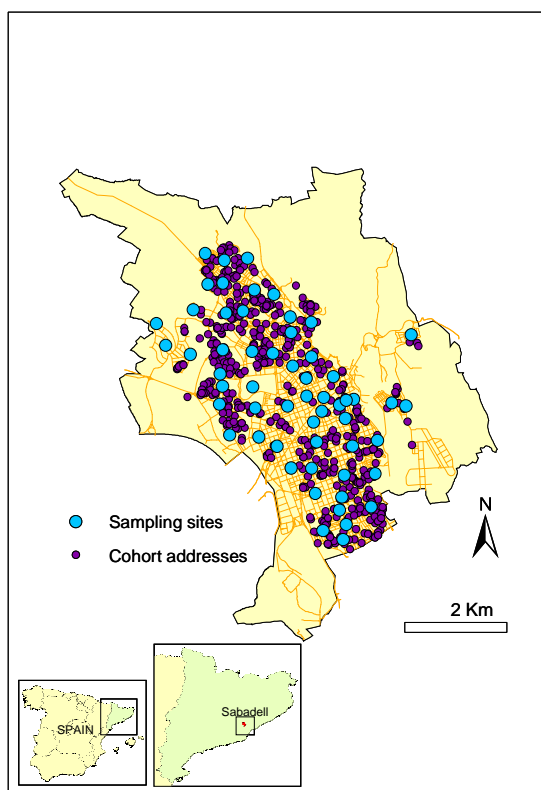 Sampling sites
Cohort addresses
N
2 Km
SPAIN
Sabadell